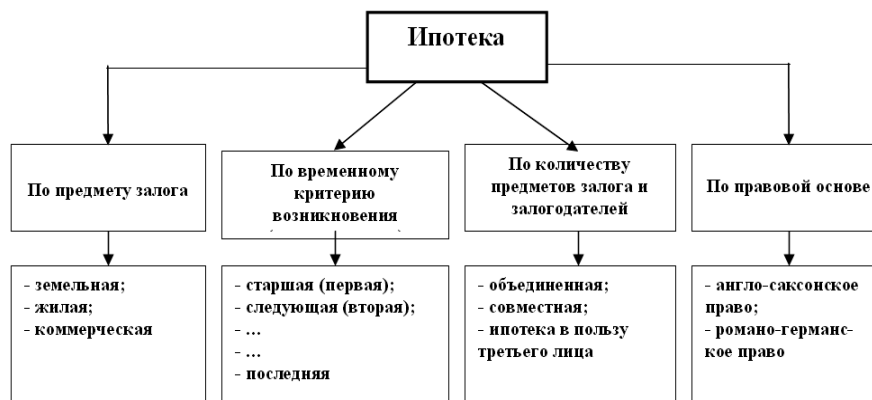 Ипотека
По предмету залога
По временному
критерию
возникновения
По количеству
предметов залога и
залогодателей
По правовой основе
- земельная;
- жилая;
- коммерческая
- старшая (первая);
- следующая (вторая);
- ...
- ...
- последняя
- объединенная;
- совместная;
- ипотека в пользу
третьего лица
- англо-саксонское
право;
- романо-германс-
кое право